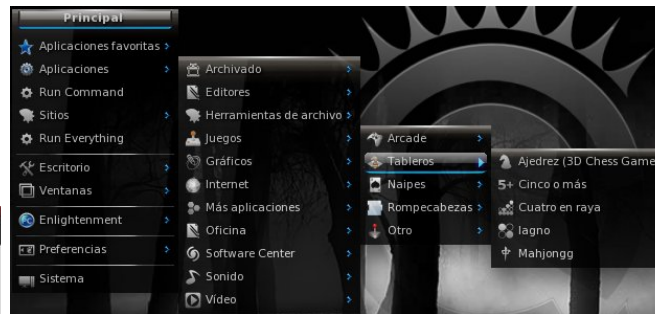 Principal
Aplicaciones favoritas
Aplicaciones
Run Command
Sitios
Run Everything
Escritorio
Ventanas
Enlightenment
Preferencias
Sistema
Archivado
Editores
Herramientas de archivo
Juegos
Gráficos
Internet
Más aplicaciones
Oficina
Software Center
Sonido
Vídeo
Arcade
Tableros
Naipes
Rompecabezas
Otro
Ajedrez (3D Chess Game
5+ Cinco o más
Cuatro en raya
Iagno
Mahjongg